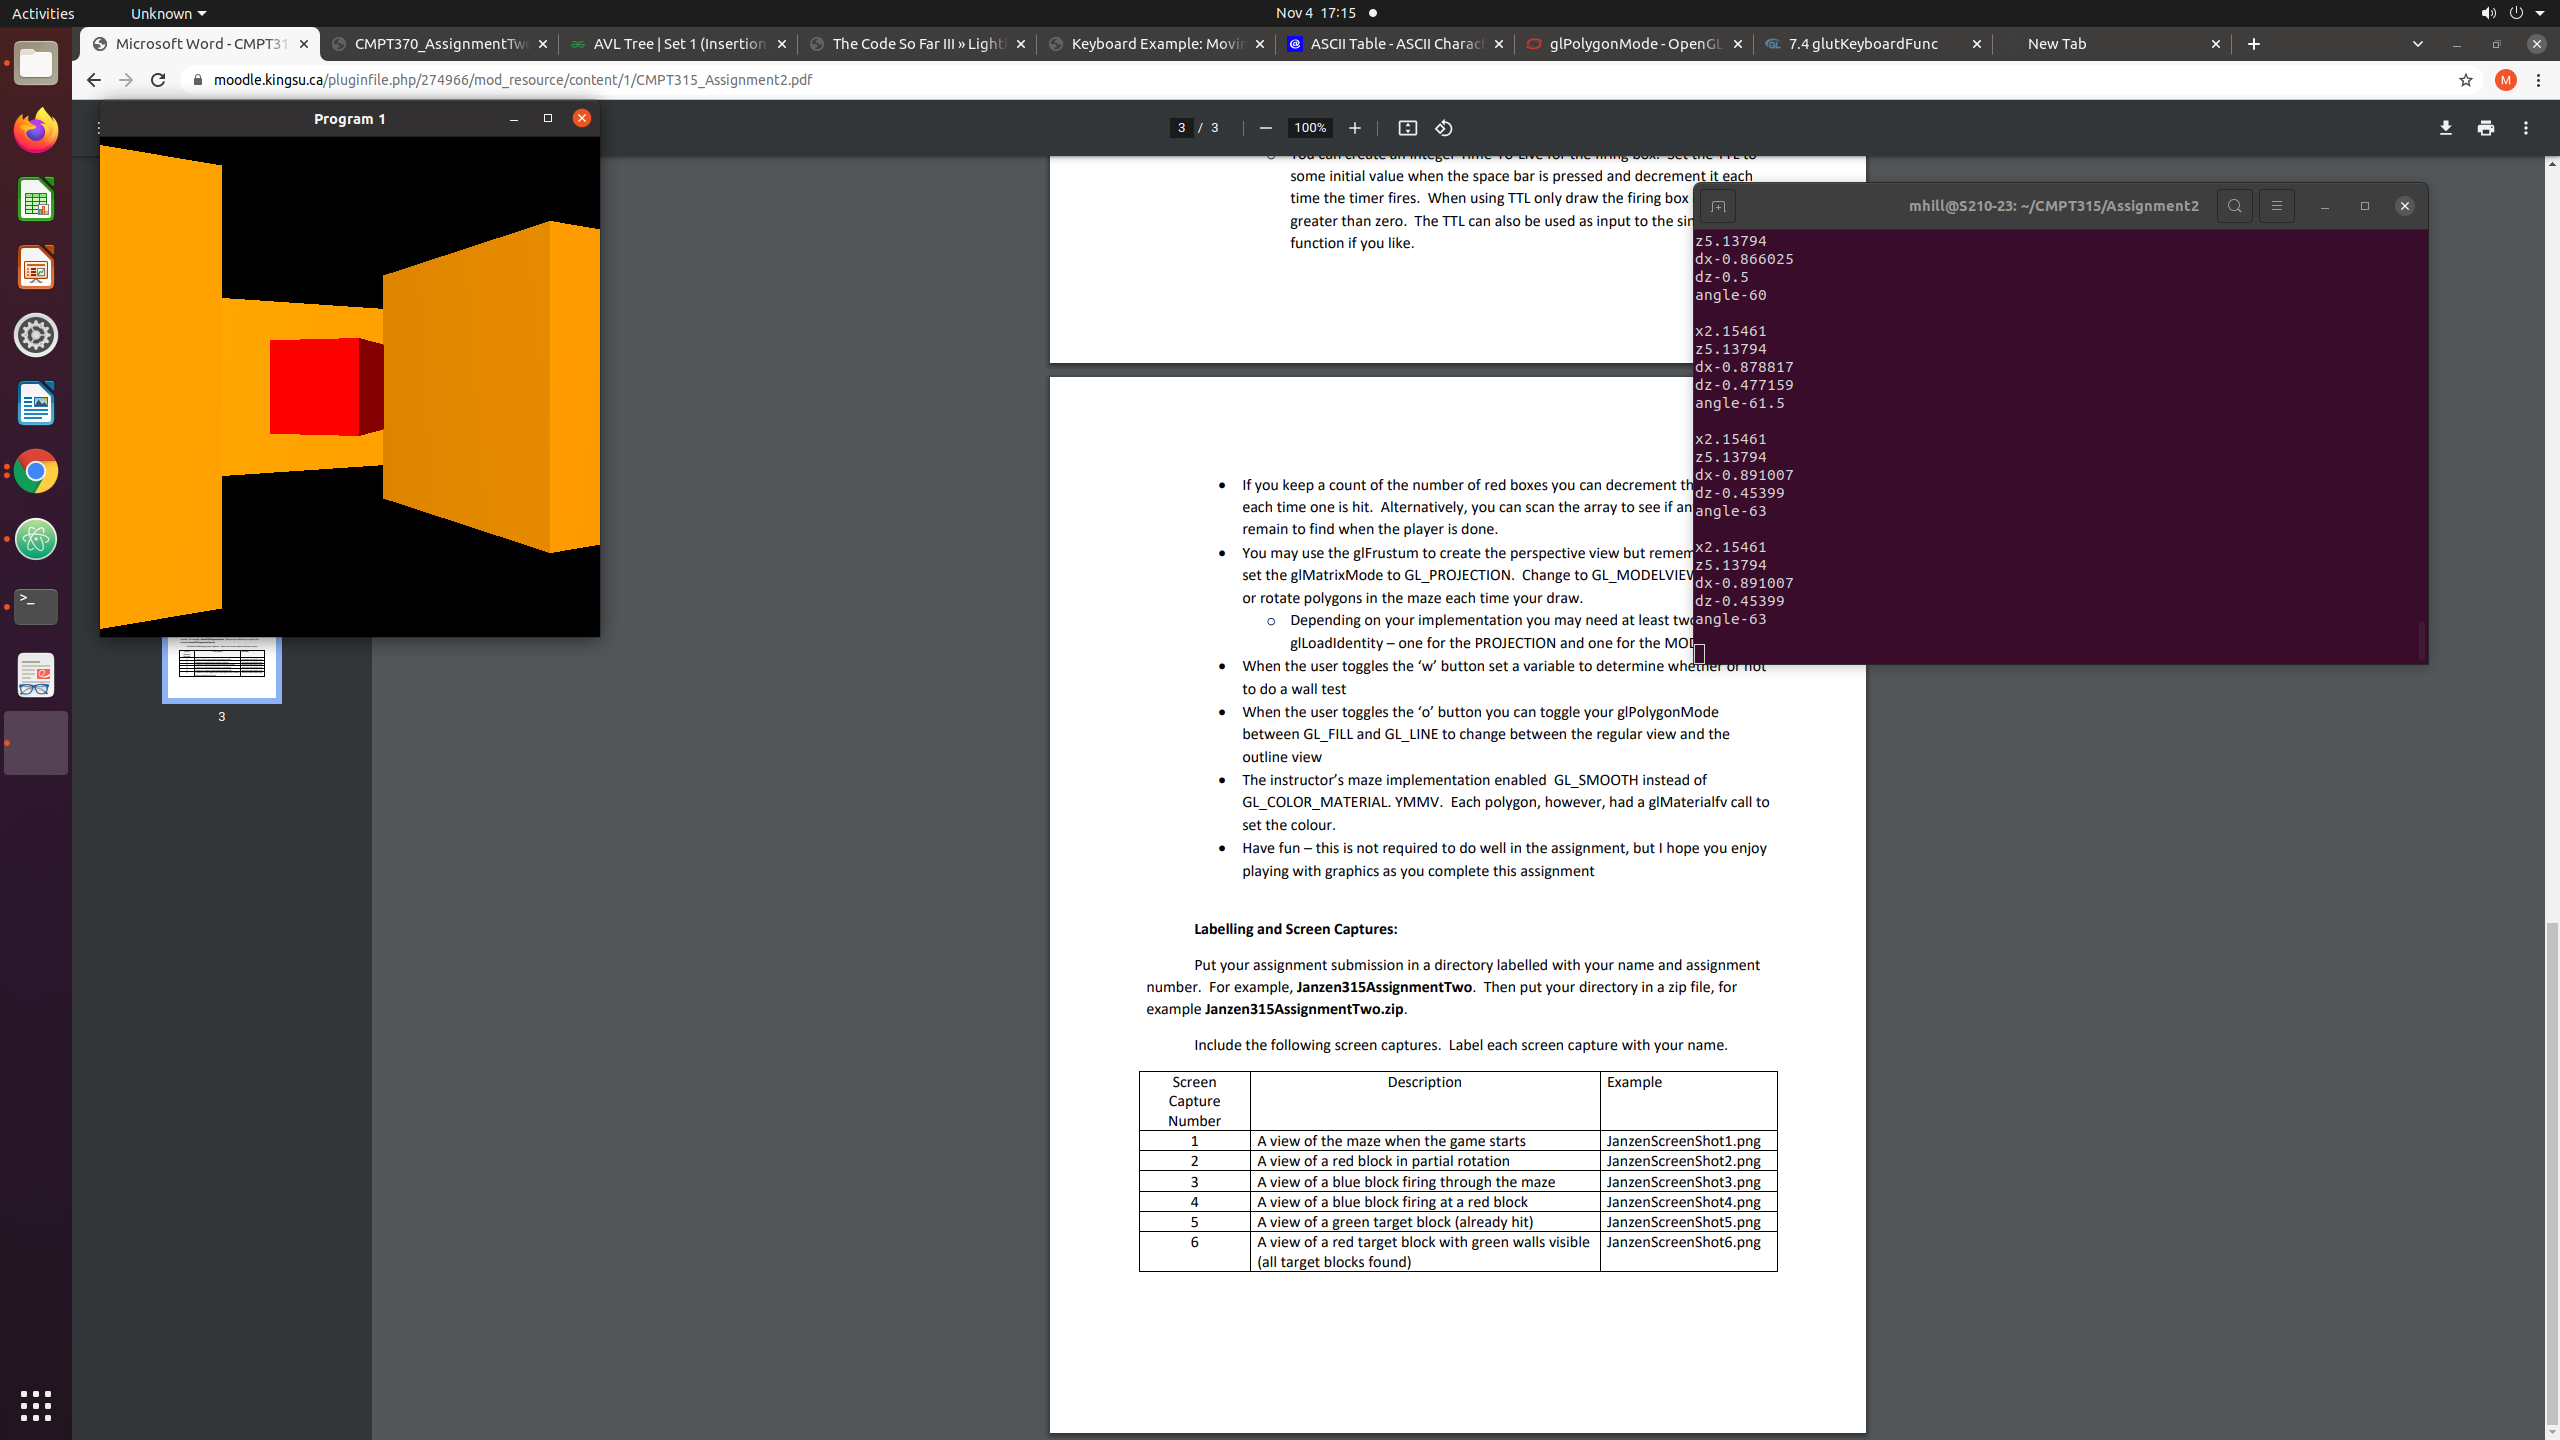 Activities
Unknown
Nov 4 17:15
Microsoft Word - CMPT31
CMPT370_AssignmentTwo
AVL Tree | Set 1 (Insertion
The Code So Far III » Light
Keyboard Example: Movin
ASCII Table - ASCII Charac
glPolygonMode - OpenGL
7.4 glutKeyboardFunc
New Tab
moodle.kingsu.ca/pluginfile.php/274966/mod_resource/content/1/CMPT315_Assignment2.pdf
M
Program 1
3 / 3
100%
some initial value when the space bar is pressed and decrement it each
time the timer fires. When using TTL only draw the firing box
greater than zero. The TTL can also be used as input to the sin
function if you like.
• If you keep a count of the number of red boxes you can decrement th
each time one is hit. Alternatively, you can scan the array to see if an
remain to find when the player is done.
• You may use the glFrustum to create the perspective view but remem
set the glMatrixMode to GL_PROJECTION. Change to GL_MODELVIEW
or rotate polygons in the maze each time your draw.
o Depending on your implementation you may need at least two
glLoadIdentity – one for the PROJECTION and one for the MOD
• When the user toggles the ‘w’ button set a variable to determine whether or not
to do a wall test
• When the user toggles the ‘o’ button you can toggle your glPolygonMode
between GL_FILL and GL_LINE to change between the regular view and the
outline view
• The instructor’s maze implementation enabled GL_SMOOTH instead of
GL_COLOR_MATERIAL. YMMV. Each polygon, however, had a glMaterialfv call to
set the colour.
• Have fun – this is not required to do well in the assignment, but I hope you enjoy
playing with graphics as you complete this assignment
Labelling and Screen Captures:
Put your assignment submission in a directory labelled with your name and assignment
number. For example, Janzen315AssignmentTwo. Then put your directory in a zip file, for
example Janzen315AssignmentTwo.zip.
Include the following screen captures. Label each screen capture with your name.
Screen Capture Number Description Example
1 A view of the maze when the game starts JanzenScreenShot1.png
2 A view of a red block in partial rotation JanzenScreenShot2.png
3 A view of a blue block firing through the maze JanzenScreenShot3.png
4 A view of a blue block firing at a red block JanzenScreenShot4.png
5 A view of a green target block (already hit) JanzenScreenShot5.png
6 A view of a red target block with green walls visible JanzenScreenShot6.png
(all target blocks found)
3
mhill@S210-23: ~/CMPT315/Assignment2
z5.13794
dx-0.866025
dz-0.5
angle-60
x2.15461
z5.13794
dx-0.878817
dz-0.477159
angle-61.5
x2.15461
z5.13794
dx-0.891007
dz-0.45399
angle-63
x2.15461
z5.13794
dx-0.891007
dz-0.45399
angle-63